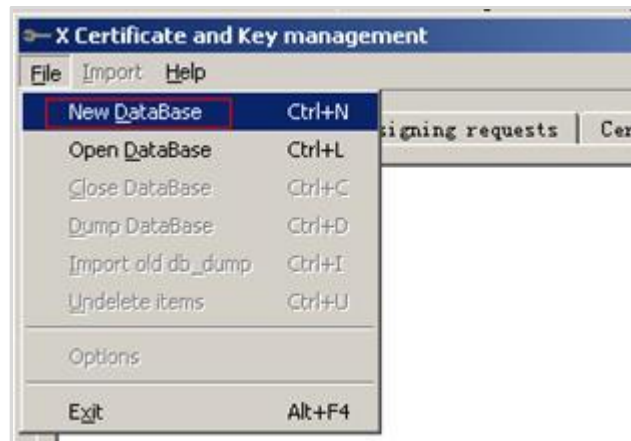 X Certificate and Key management
File Import Help
New DataBase Ctrl+N
Open DataBase Ctrl+L
signing requests
Close DataBase Ctrl+C
Dump DataBase Ctrl+D
Import old db_dump Ctrl+I
Undelete items Ctrl+U
Options
Exit Alt+F4